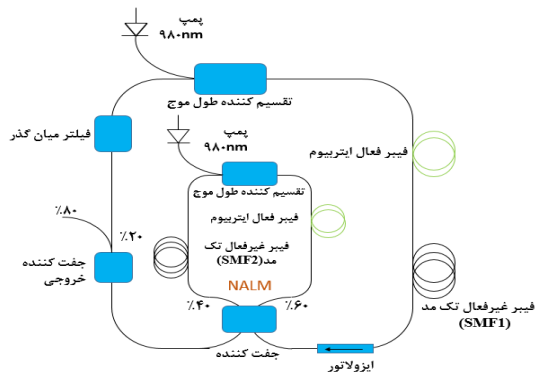 پمپ
۹۸۰nm
تقسیم کننده طول موج
فیلتر میان گذر
پمپ
۹۸۰nm
فیبر فعال ایتربیوم
تقسیم کننده طول موج
٪۸۰
٪۲۰
فیبر فعال ایتربیوم
فیبر غیرفعال تک
مد(SMF2)
جفت کننده
خروجی
NALM
٪۴۰
٪۶۰
فیبر غیرفعال تک مد
(SMF1)
جفت کننده
ایزولاتور